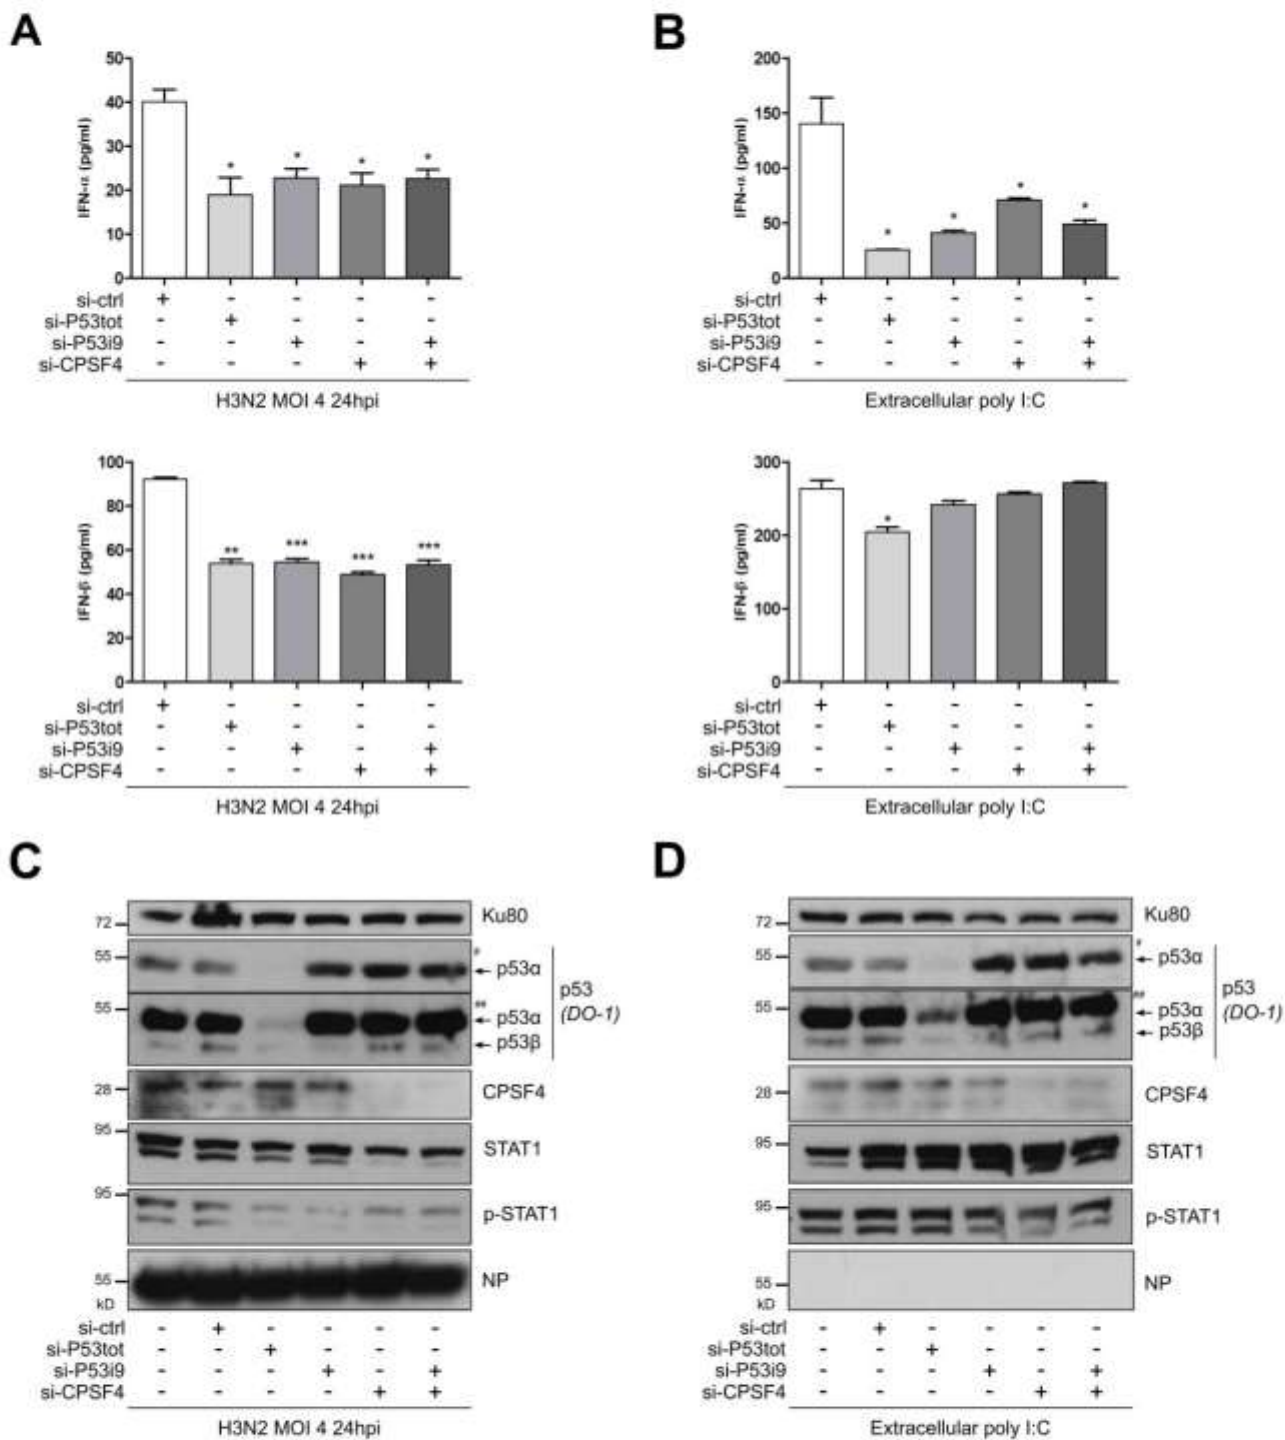 A
50
40
30
20
10
0
IFN-α (pg/ml)
* * * *
si-ctrl + - - - -
si-P53tot - + - - -
si-P53i9 - - + - +
si-CPSF4 - - - + +
H3N2 MOI 4 24hpi
B
200
150
100
50
0
IFN-α (pg/ml)
* * * *
si-ctrl + - - - -
si-P53tot - + - - -
si-P53i9 - - + - +
si-CPSF4 - - - + +
Extracellular poly I:C
100
80
60
40
20
0
IFN-β (pg/ml)
** *** *** ***
si-ctrl + - - - -
si-P53tot - + - - -
si-P53i9 - - + - +
si-CPSF4 - - - + +
H3N2 MOI 4 24hpi
300
200
100
0
IFN-β (pg/ml)
*
si-ctrl + - - - -
si-P53tot - + - - -
si-P53i9 - - + - +
si-CPSF4 - - - + +
Extracellular poly I:C
C
72 Ku80
55 # p53α
55 ## p53α
p53β
p53
(DO-1)
28 CPSF4
95 STAT1
95 p-STAT1
55 NP
kD
si-ctrl - + - - - -
si-P53tot - - + - - -
si-P53i9 - - - + - +
si-CPSF4 - - - - + +
H3N2 MOI 4 24hpi
D
72 Ku80
55 # p53α
55 ## p53α
p53β
p53
(DO-1)
28 CPSF4
95 STAT1
95 p-STAT1
55 NP
kD
si-ctrl - + - - - -
si-P53tot - - + - - -
si-P53i9 - - - + - +
si-CPSF4 - - - - + +
Extracellular poly I:C